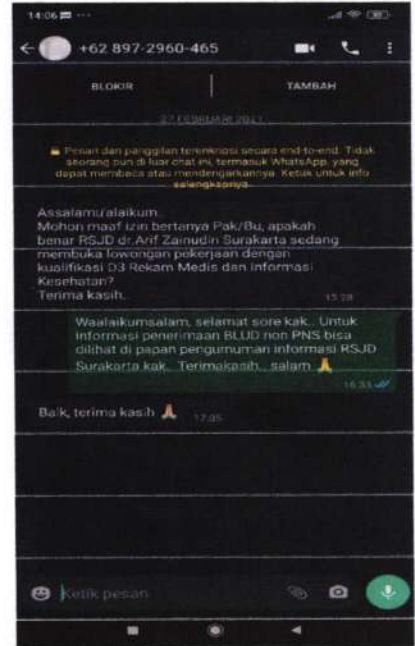 14:06
+62 897-2960-465
BLOKIR TAMBAH
27 FEBRUARI 2021
Pesan dan panggilan terenkripsi secara end-to-end. Tidak
seorang pun di luar chat ini, termasuk WhatsApp, yang
dapat membaca atau mendengarkannya. Ketuk untuk info
selengkapnya.
Assalamu'alaikum..
Mohon maaf izin bertanya Pak/Bu, apakah
benar RSJD dr.Arif Zainudin Surakarta sedang
membuka lowongan pekerjaan dengan
kualifikasi D3 Rekam Medis dan Informasi
Kesehatan?
Terima kasih..
13.28
Waalaikumsalam, selamat sore kak.. Untuk
informasi penerimaan BLUD non PNS bisa
dilihat di papan pengumuman informasi RSJD
Surakarta kak.. Terimakasih.. salam 🙏
16.33
Baik, terima kasih 🙏 17.05
Ketik pesan